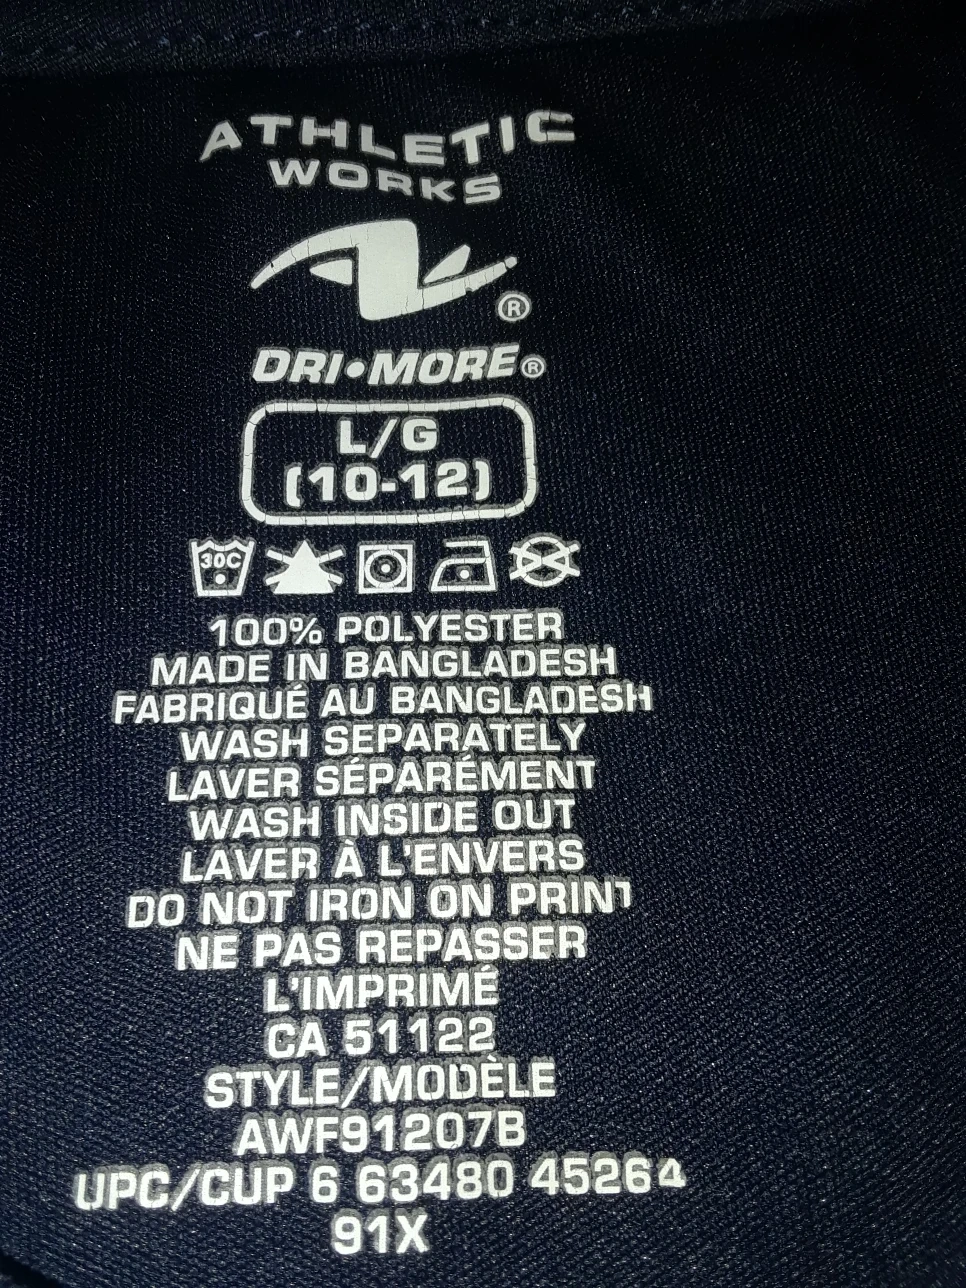 ATHLETIC
WORKS
®
DRI•MORE®
L/G
(10-12)
30C
100% POLYESTER
MADE IN BANGLADESH
FABRIQUÉ AU BANGLADESH
WASH SEPARATELY
LAVER SÉPARÉMENT
WASH INSIDE OUT
LAVER À L'ENVERS
DO NOT IRON ON PRINT
NE PAS REPASSER
L'IMPRIMÉ
CA 51122
STYLE/MODÈLE
AWF91207B
UPC/CUP 6 63480 45264
91X